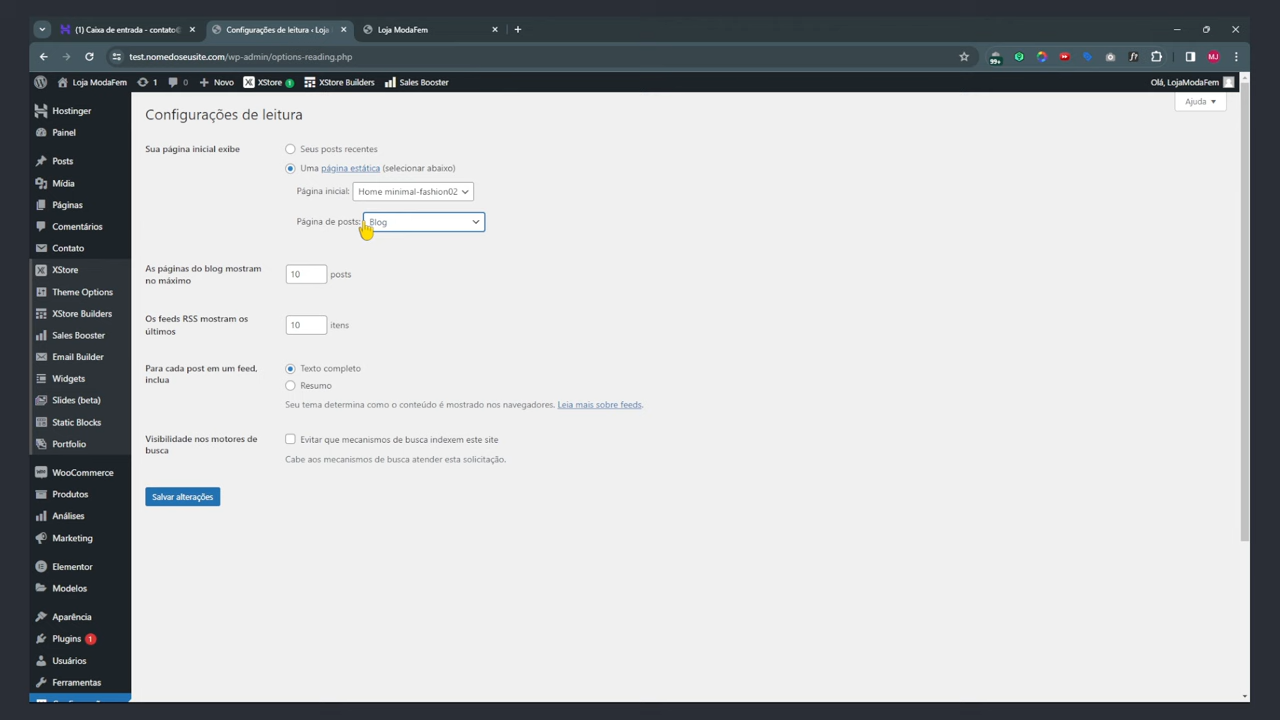 (1) Caixa de entrada - contato@
Configurações de leitura ‹ Loja
Loja ModaFem
test.nomedoseusite.com/wp-admin/options-reading.php
99+
f?
MJ
Loja ModaFem
1
0
Novo
XStore 1
XStore Builders
Sales Booster
Olá, LojaModaFem
Ajuda
Hostinger
Painel
Posts
Mídia
Páginas
Comentários
Contato
XStore
Theme Options
XStore Builders
Sales Booster
Email Builder
Widgets
Slides (beta)
Static Blocks
Portfolio
WooCommerce
Produtos
Análises
Marketing
Elementor
Modelos
Aparência
Plugins 1
Usuários
Ferramentas
Configurações de leitura
Sua página inicial exibe
Seus posts recentes
Uma página estática (selecionar abaixo)
Página inicial: Home minimal-fashion02
Página de posts: Blog
As páginas do blog mostram
no máximo
10 posts
Os feeds RSS mostram os
últimos
10 itens
Para cada post em um feed,
inclua
Texto completo
Resumo
Seu tema determina como o conteúdo é mostrado nos navegadores. Leia mais sobre feeds.
Visibilidade nos motores de
busca
Evitar que mecanismos de busca indexem este site
Cabe aos mecanismos de busca atender esta solicitação.
Salvar alterações